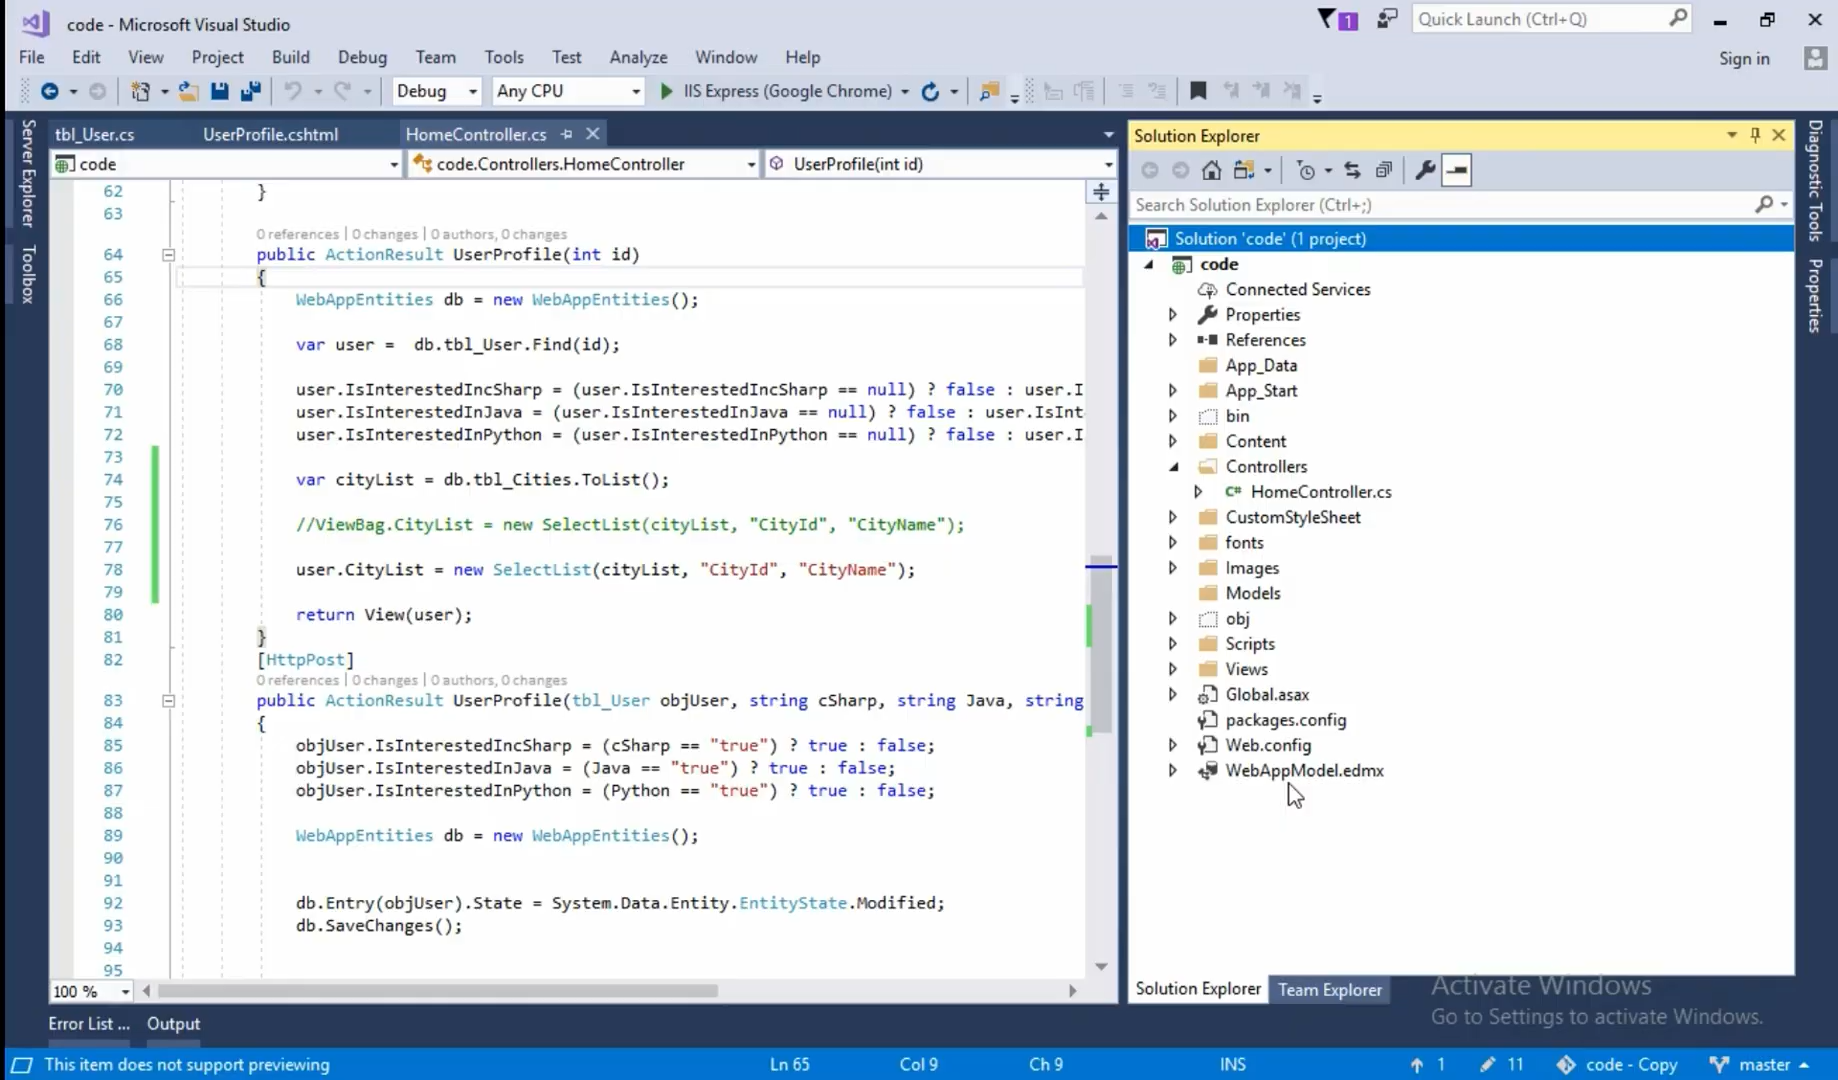 code - Microsoft Visual Studio
1
Quick Launch (Ctrl+Q)
File Edit View Project Build Debug Team Tools Test Analyze Window Help
Sign in
Debug Any CPU IIS Express (Google Chrome)
Server Explorer
Toolbox
tbl_User.cs UserProfile.cshtml HomeController.cs
code code.Controllers.HomeController UserProfile(int id)
62 }
63
0 references | 0 changes | 0 authors, 0 changes
64 public ActionResult UserProfile(int id)
65 {
66 WebAppEntities db = new WebAppEntities();
67
68 var user =  db.tbl_User.Find(id);
69
70 user.IsInterestedIncSharp = (user.IsInterestedIncSharp == null) ? false : user.I
71 user.IsInterestedInJava = (user.IsInterestedInJava == null) ? false : user.IsInt
72 user.IsInterestedInPython = (user.IsInterestedInPython == null) ? false : user.I
73
74 var cityList = db.tbl_Cities.ToList();
75
76 //ViewBag.CityList = new SelectList(cityList, "CityId", "CityName");
77
78 user.CityList = new SelectList(cityList, "CityId", "CityName");
79
80 return View(user);
81 }
82 [HttpPost]
0 references | 0 changes | 0 authors, 0 changes
83 public ActionResult UserProfile(tbl_User objUser, string cSharp, string Java, string
84 {
85 objUser.IsInterestedIncSharp = (cSharp == "true") ? true : false;
86 objUser.IsInterestedInJava = (Java == "true") ? true : false;
87 objUser.IsInterestedInPython = (Python == "true") ? true : false;
88
89 WebAppEntities db = new WebAppEntities();
90
91
92 db.Entry(objUser).State = System.Data.Entity.EntityState.Modified;
93 db.SaveChanges();
94
95
100 %
Solution Explorer
Search Solution Explorer (Ctrl+;)
Solution 'code' (1 project)
code
Connected Services
Properties
References
App_Data
App_Start
bin
Content
Controllers
C# HomeController.cs
CustomStyleSheet
fonts
Images
Models
obj
Scripts
Views
Global.asax
packages.config
Web.config
WebAppModel.edmx
Solution Explorer Team Explorer
Diagnostic Tools
Properties
Activate Windows
Go to Settings to activate Windows.
Error List ... Output
This item does not support previewing Ln 65 Col 9 Ch 9 INS 1 11 code - Copy master